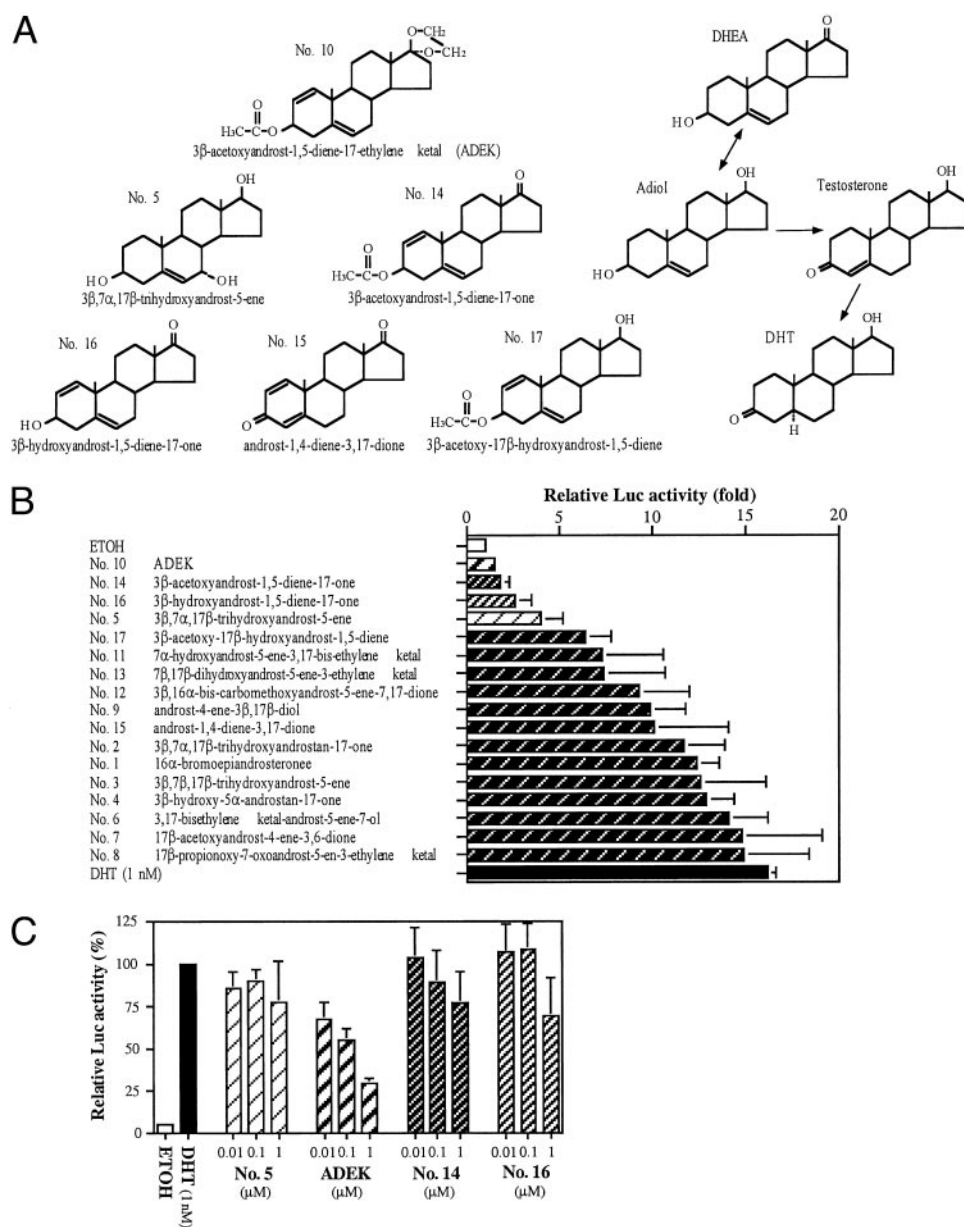 A
No. 10
O—CH₂
O—CH₂
O
H₃C—C—O
3β-acetoxyandrost-1,5-diene-17-ethylene ketal (ADEK)
DHEA
O
HO
No. 5
OH
HO
OH
3β,7α,17β-trihydroxyandrost-5-ene
No. 14
O
O
H₃C—C—O
3β-acetoxyandrost-1,5-diene-17-one
Adiol
OH
HO
Testosterone
OH
O
No. 16
O
HO
3β-hydroxyandrost-1,5-diene-17-one
No. 15
O
O
androst-1,4-diene-3,17-dione
No. 17
OH
O
H₃C—C—O
3β-acetoxy-17β-hydroxyandrost-1,5-diene
DHT
OH
O
H
B
Relative Luc activity (fold)
0 5 10 15 20
ETOH
No. 10 ADEK
No. 14 3β-acetoxyandrost-1,5-diene-17-one
No. 16 3β-hydroxyandrost-1,5-diene-17-one
No. 5 3β,7α,17β-trihydroxyandrost-5-ene
No. 17 3β-acetoxy-17β-hydroxyandrost-1,5-diene
No. 11 7α-hydroxyandrost-5-ene-3,17-bis-ethylene ketal
No. 13 7β,17β-dihydroxyandrost-5-ene-3-ethylene ketal
No. 12 3β,16α-bis-carbomethoxyandrost-5-ene-7,17-dione
No. 9 androst-4-ene-3β,17β-diol
No. 15 androst-1,4-diene-3,17-dione
No. 2 3β,7α,17β-trihydroxyandrostan-17-one
No. 1 16α-bromoepiandrosteronee
No. 3 3β,7β,17β-trihydroxyandrost-5-ene
No. 4 3β-hydroxy-5α-androstan-17-one
No. 6 3,17-bisethylene ketal-androst-5-ene-7-ol
No. 7 17β-acetoxyandrost-4-ene-3,6-dione
No. 8 17β-propionoxy-7-oxoandrost-5-en-3-ethylene ketal
DHT (1 nM)
C
Relative Luc activity (%)
125
100
75
50
25
0
ETOH
DHT (1nM)
0.01 0.1 1
No. 5
(μM)
0.01 0.1 1
ADEK
(μM)
0.01 0.1 1
No. 14
(μM)
0.01 0.1 1
No. 16
(μM)